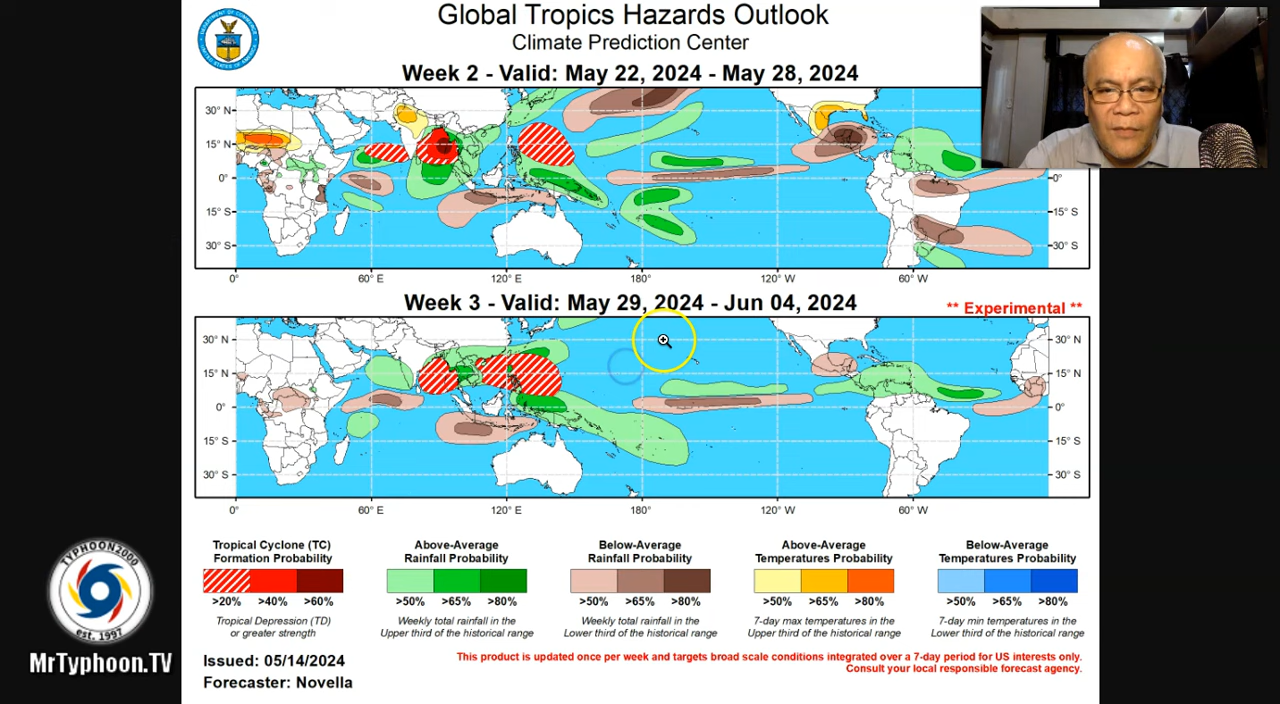 Global Tropics Hazards Outlook
Climate Prediction Center
Week 2 - Valid: May 22, 2024 - May 28, 2024
30° N
15° N
0°
15° S
30° S
0°
15° S
30° S
0° 60° E 120° E 180° 120° W 60° W
Week 3 - Valid: May 29, 2024 - Jun 04, 2024
** Experimental **
30° N 30° N
15° N 15° N
0° 0°
15° S 15° S
30° S 30° S
0° 60° E 120° E 180° 120° W 60° W
Tropical Cyclone (TC)
Formation Probability
>20% >40% >60%
Tropical Depression (TD)
or greater strength
Above-Average
Rainfall Probability
>50% >65% >80%
Weekly total rainfall in the
Upper third of the historical range
Below-Average
Rainfall Probability
>50% >65% >80%
Weekly total rainfall in the
Lower third of the historical range
Above-Average
Temperatures Probability
>50% >65% >80%
7-day max temperatures in the
Upper third of the historical range
Below-Average
Temperatures Probability
>50% >65% >80%
7-day min temperatures in the
Lower third of the historical range
Issued: 05/14/2024
Forecaster: Novella
This product is updated once per week and targets broad scale conditions integrated over a 7-day period for US interests only.
Consult your local responsible forecast agency.
TYPHOON2000
est. 1997
MrTyphoon.TV